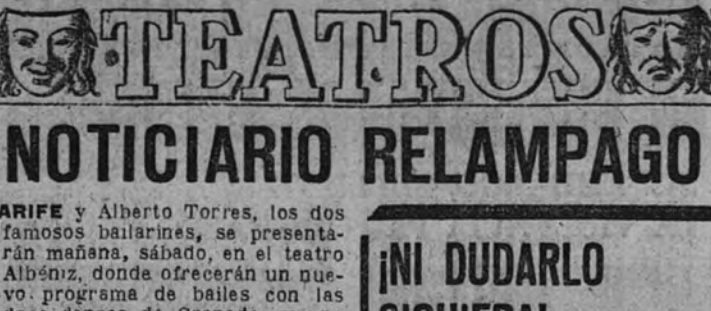 TEATROS
NOTICIARIO RELAMPAGO
ARIFE y Alberto Torres, los dos
famosos bailarines, se presenta-
rán mañana, sábado, en el teatro
Albéniz, donde ofrecerán un nue-
vo programa de bailes con las
¡NI DUDARLO